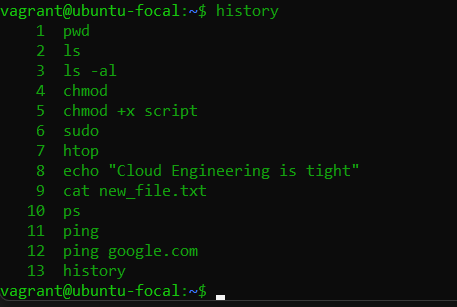 vagrant@ubuntu-focal:~$ history
1 pwd
2 ls
3 ls -al
4 chmod
5 chmod +x script
6 sudo
7 htop
8 echo "Cloud Engineering is tight"
9 cat new_file.txt
10 ps
11 ping
12 ping google.com
13 history
vagrant@ubuntu-focal:~$